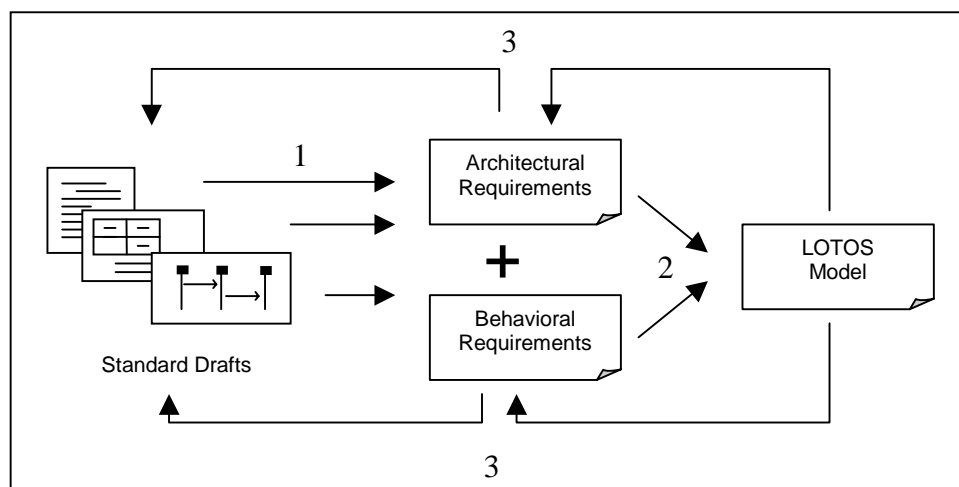 3
1
Architectural
Requirements
LOTOS
Model
2
Behavioral
Requirements
Standard Drafts
3